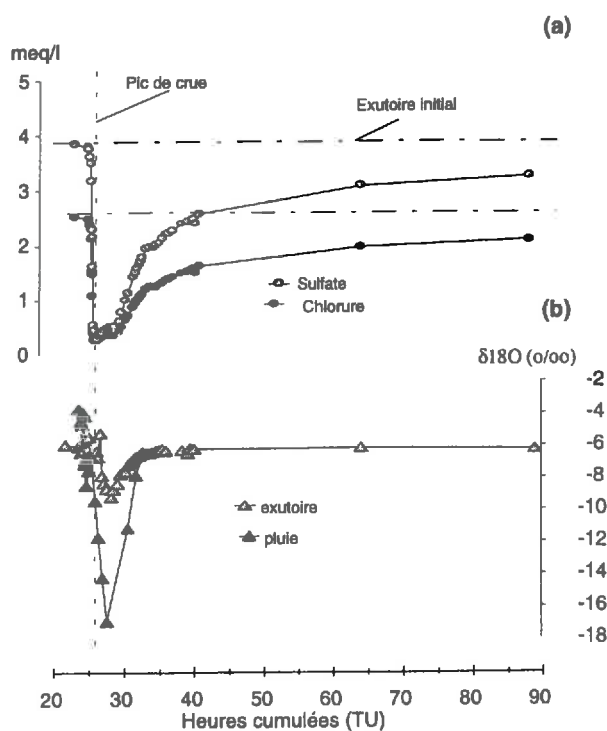 (a)
meq/l
Pic de crue
Exutoire initial
5
4
3
2
1
0
Sulfate
Chlorure
(b)
δ18O (o/oo)
-2
-4
-6
-8
-10
-12
-14
-16
-18
exutoire
pluie
20 30 40 50 60 70 80 90
Heures cumulées (TU)